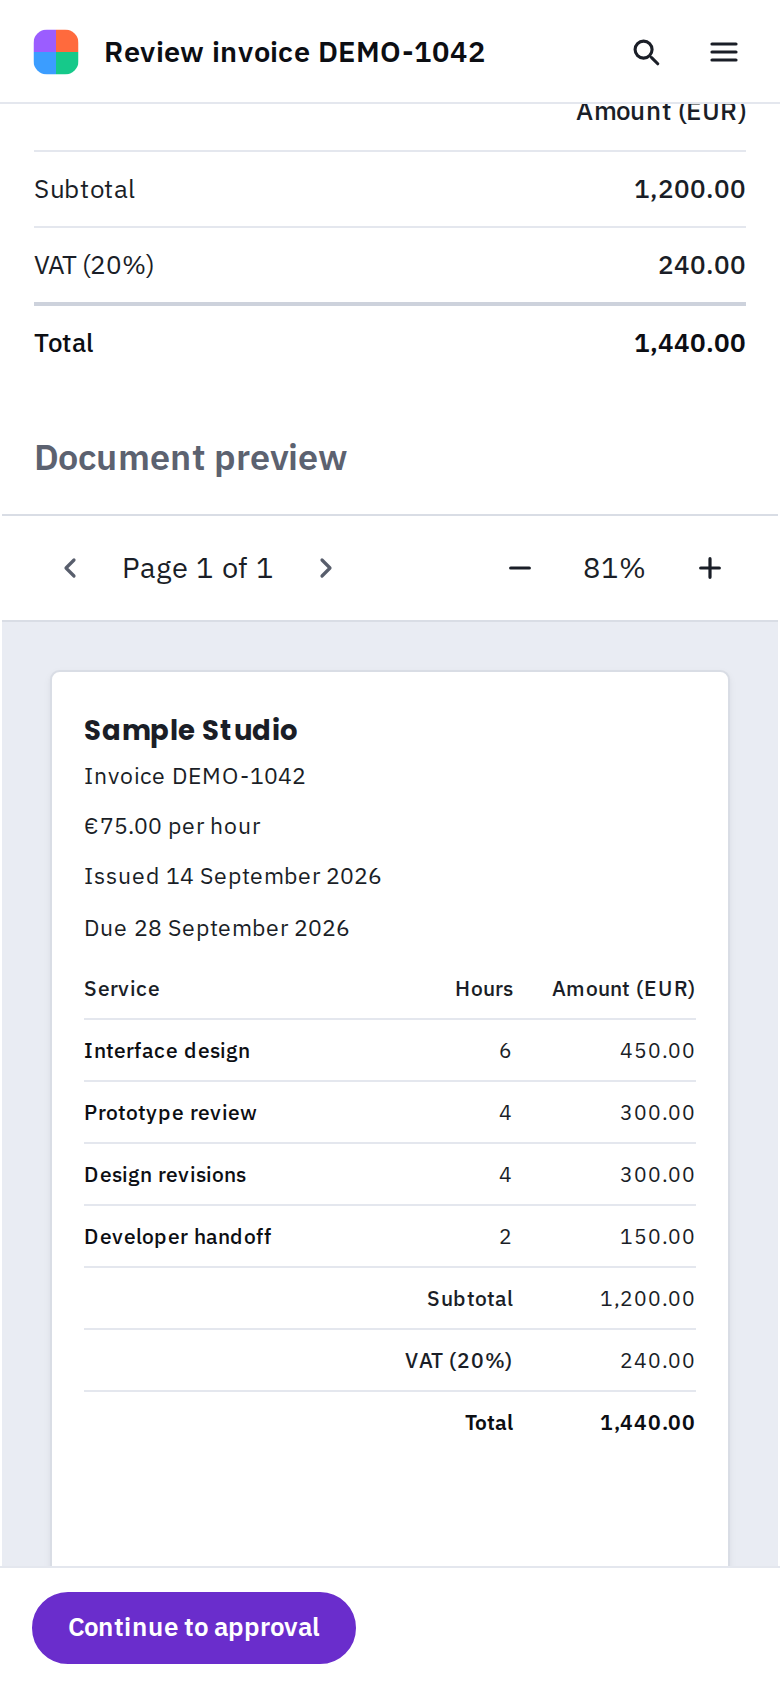 Review invoice DEMO-1042
Amount (EUR)
Subtotal 1,200.00
VAT (20%) 240.00
Total 1,440.00
Document preview
Page 1 of 1 81%
Sample Studio
Invoice DEMO-1042
€75.00 per hour
Issued 14 September 2026
Due 28 September 2026
Service Hours Amount (EUR)
Interface design 6 450.00
Prototype review 4 300.00
Design revisions 4 300.00
Developer handoff 2 150.00
Subtotal 1,200.00
VAT (20%) 240.00
Total 1,440.00
Continue to approval